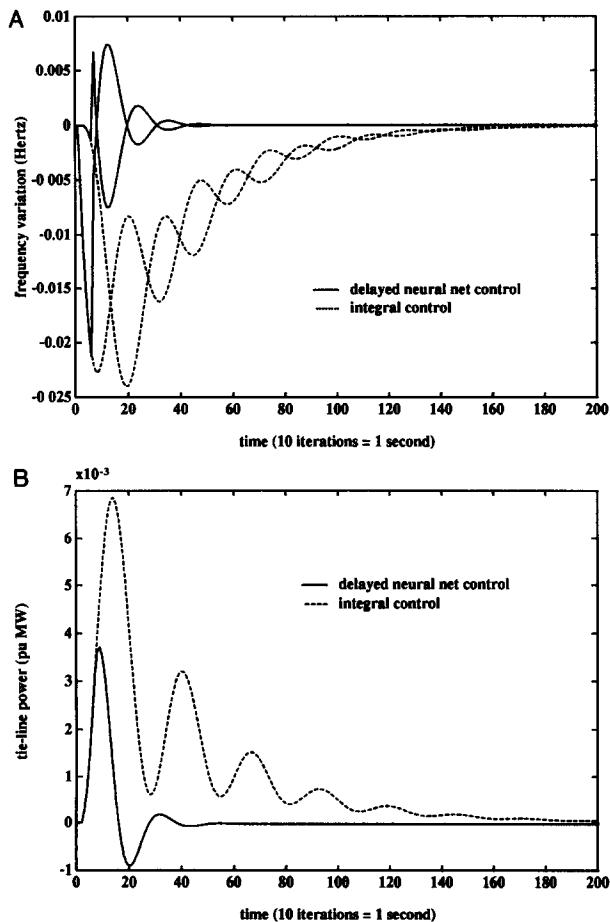 A
0.01
0.005
0
-0 005
-0.01
-0.015
-0.02
-0 025
frequency variation (Hertz)
delayed neural net control
integral control
0 20 40 60 80 100 120 140 160 180 200
time (10 iterations = 1 second)
B
x10-3
7
6
5
4
3
2
1
0
-1
tie-line power (pu MW)
delayed neural net control
integral control
0 20 40 60 80 100 120 140 160 180 200
time (10 iterations = 1 second)